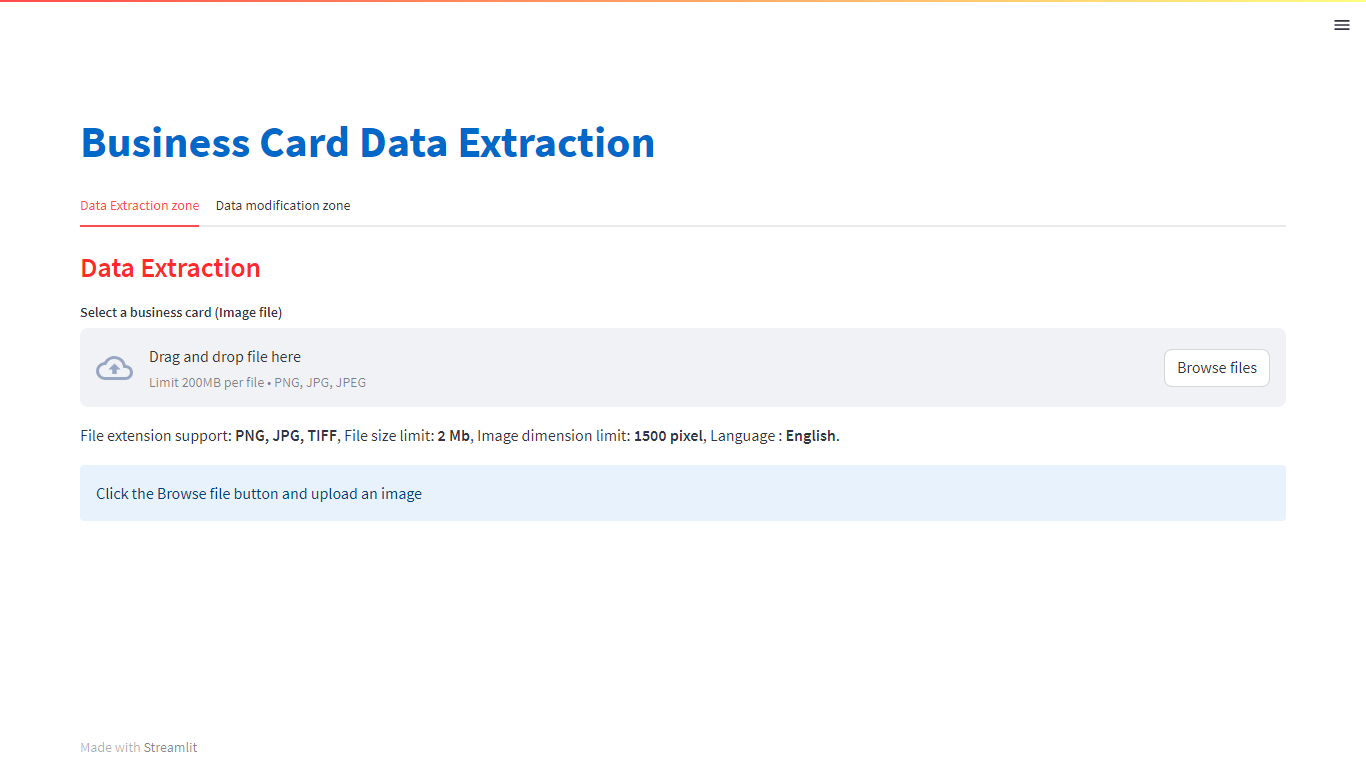 Business Card Data Extraction
Data Extraction zone Data modification zone
Data Extraction
Select a business card (Image file)
Drag and drop file here
Limit 200MB per file • PNG, JPG, JPEG
Browse files
File extension support: PNG, JPG, TIFF, File size limit: 2 Mb, Image dimension limit: 1500 pixel, Language : English.
Click the Browse file button and upload an image
Made with Streamlit